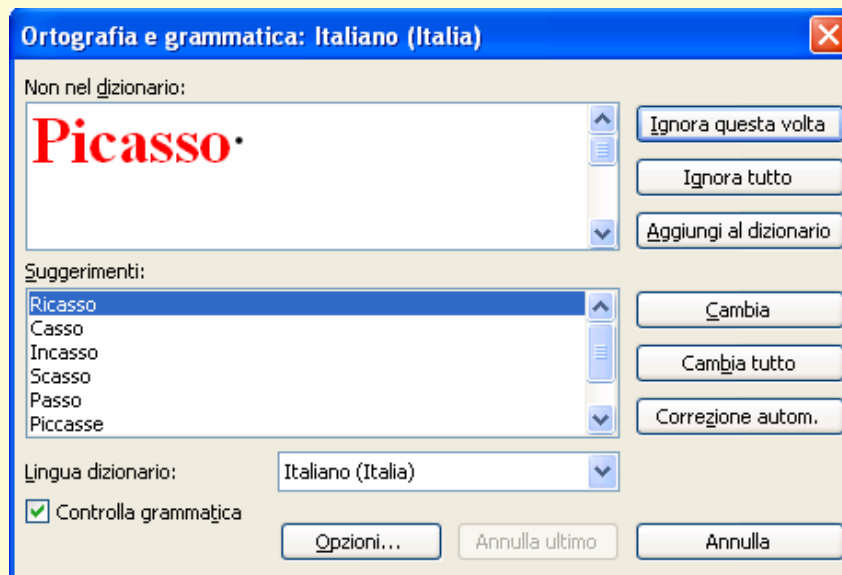 Ortografia e grammatica: Italiano (Italia)
Non nel dizionario:
Picasso
Ignora questa volta
Ignora tutto
Aggiungi al dizionario
Suggerimenti:
Ricasso
Casso
Incasso
Scasso
Passo
Piccasse
Cambia
Cambia tutto
Correzione autom.
Lingua dizionario:
Italiano (Italia)
Controlla grammatica
Opzioni...
Annulla ultimo
Annulla